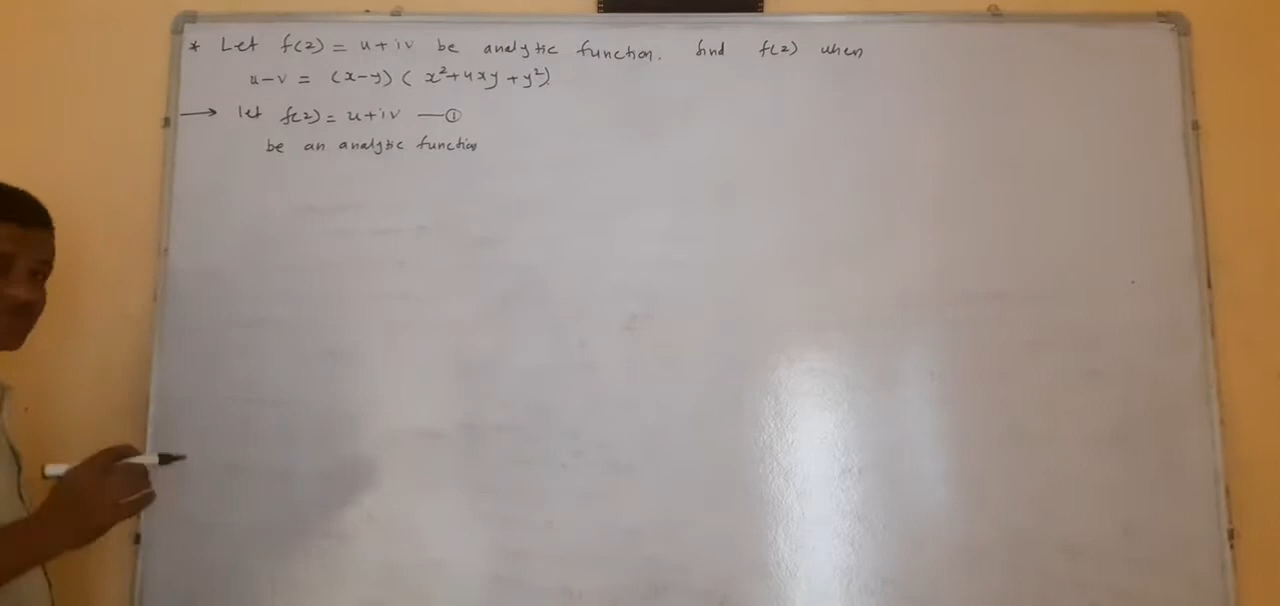 * Let f(z) = u + iv be analytic function. find f(z) when
u-v = (x-y) ( x²+4xy+y²).
→ let f(z) = u+iv —①
be an analytic function